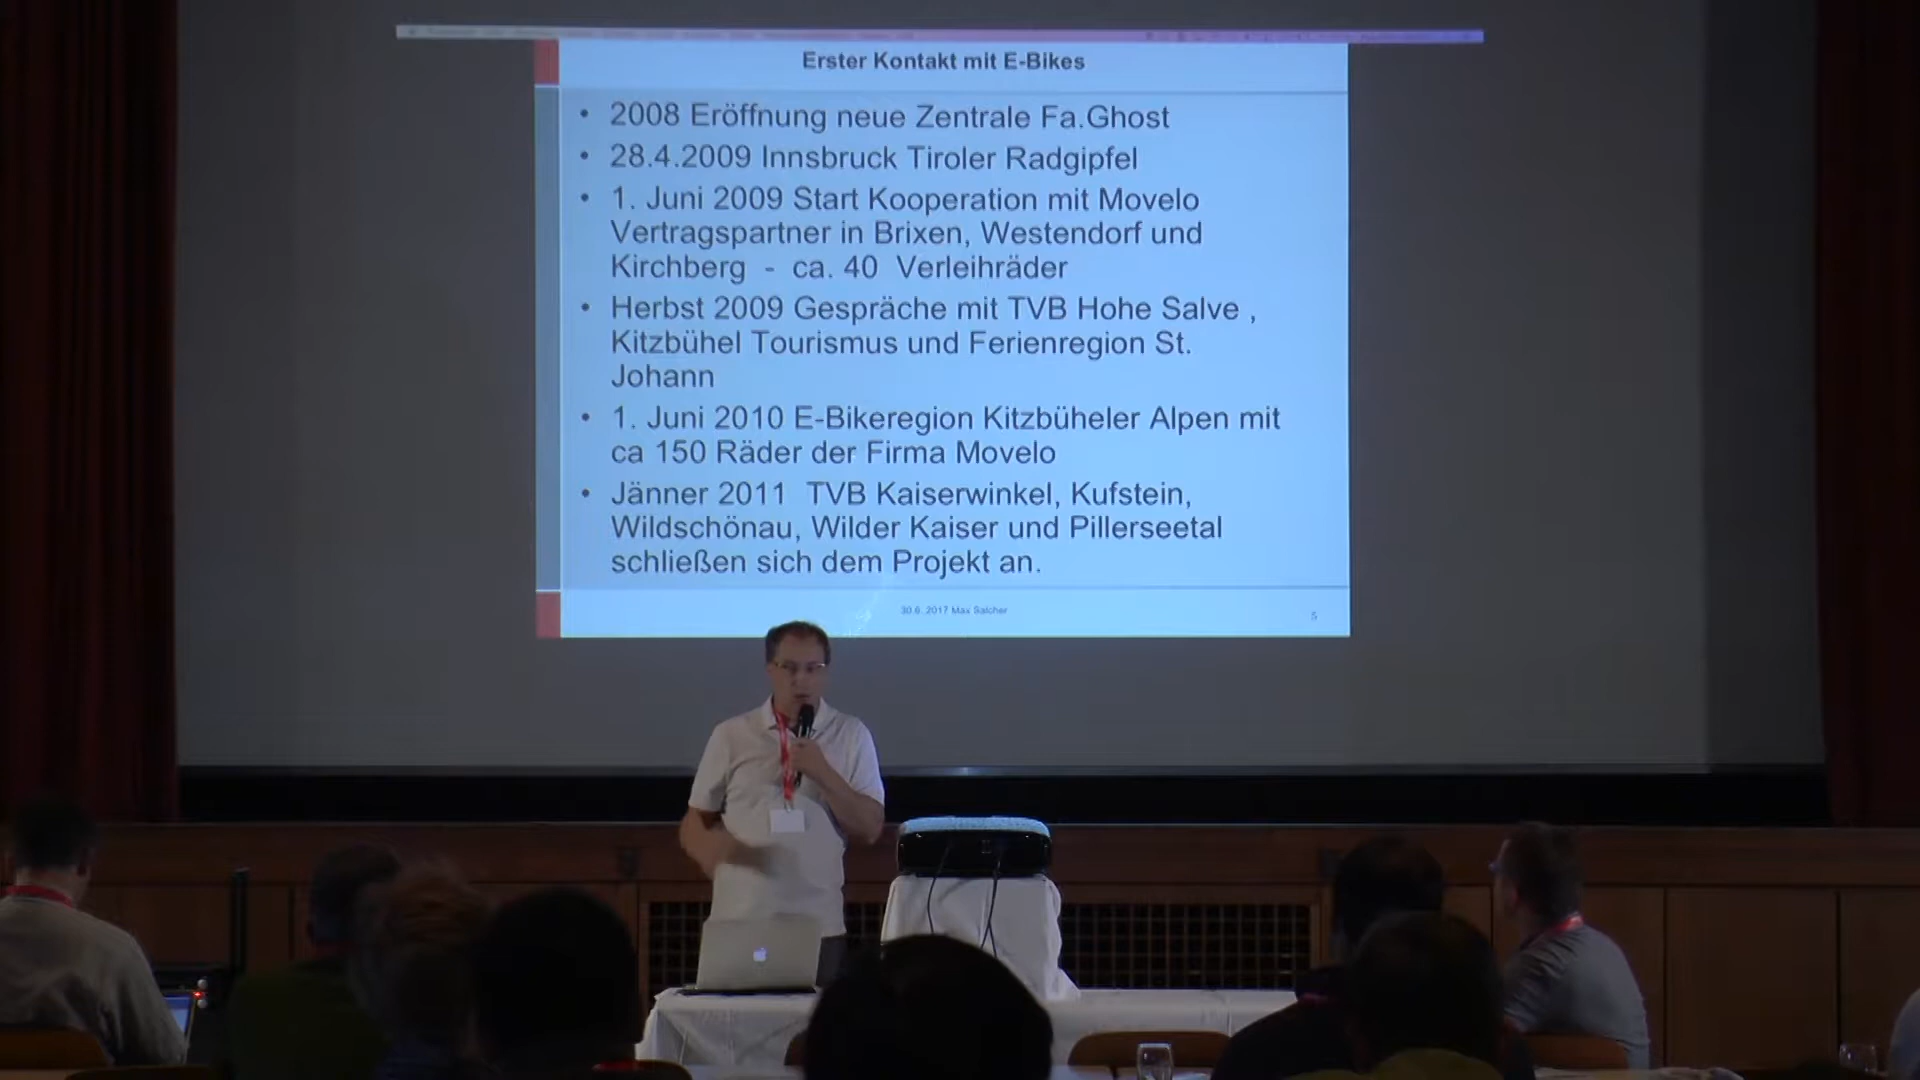 Erster Kontakt mit E-Bikes
• 2008 Eröffnung neue Zentrale Fa.Ghost
• 28.4.2009 Innsbruck Tiroler Radgipfel
• 1. Juni 2009 Start Kooperation mit Movelo
Vertragspartner in Brixen, Westendorf und
Kirchberg - ca. 40 Verleihräder
• Herbst 2009 Gespräche mit TVB Hohe Salve ,
Kitzbühel Tourismus und Ferienregion St.
Johann
• 1. Juni 2010 E-Bikeregion Kitzbüheler Alpen mit
ca 150 Räder der Firma Movelo
• Jänner 2011 TVB Kaiserwinkel, Kufstein,
Wildschönau, Wilder Kaiser und Pillerseetal
schließen sich dem Projekt an.
30.6. 2017 Max Salcher
5